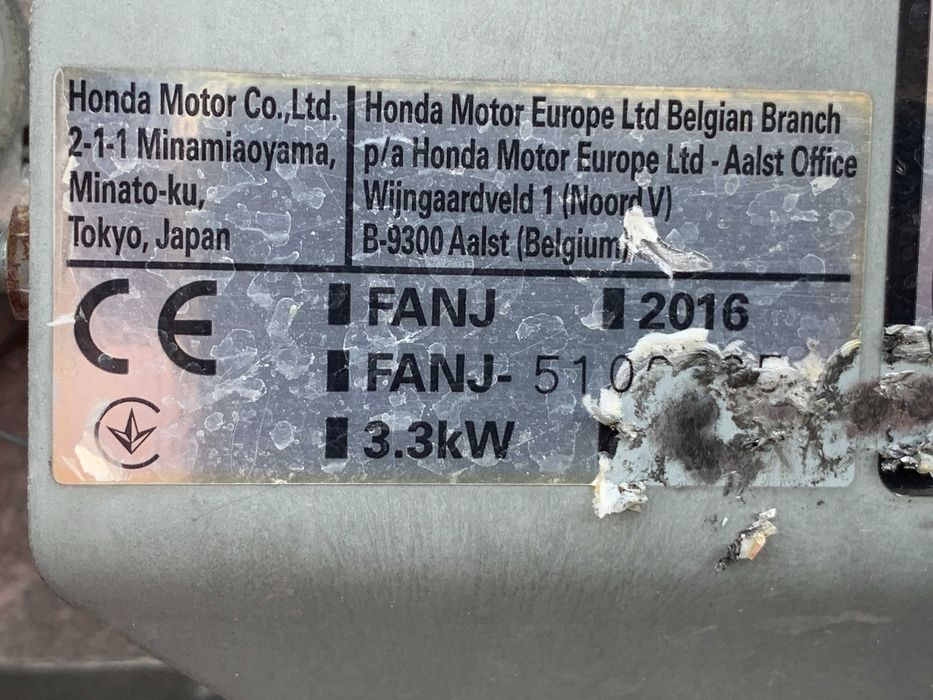 Honda Motor Co.,Ltd.
2-1-1 Minamiaoyama,
Minato-ku,
Tokyo, Japan
Honda Motor Europe Ltd Belgian Branch
p/a Honda Motor Europe Ltd - Aalst Office
Wijngaardveld 1 (Noord V)
B-9300 Aalst (Belgium)
CE
FANJ
2016
FANJ-
3.3kW